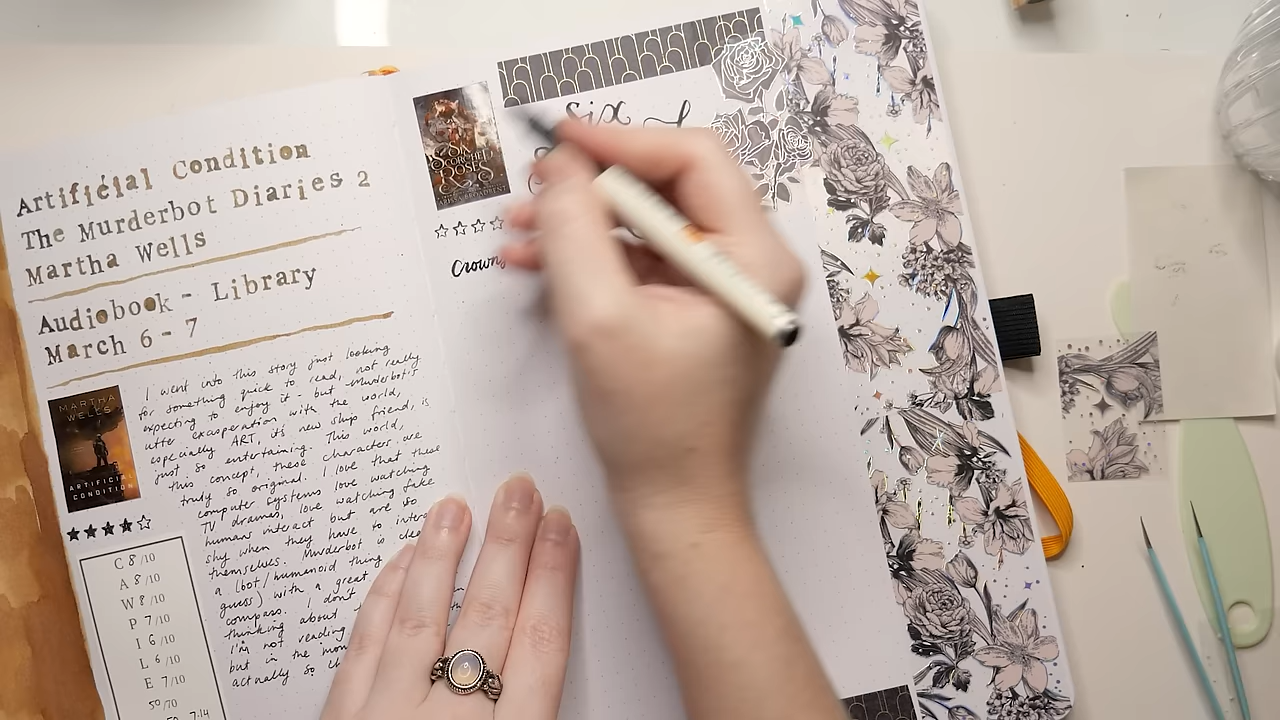 Artificial Condition
The Murderbot Diaries 2
Martha Wells
Audiobook - Library
March 6 - 7
MARTHA
WELLS
ARTIFICIAL
CONDITION
I went into this story just looking
for something quick to read, not really
expecting to enjoy it - but Murderbot's
utter exasperation with the world,
especially ART, it's new ship friend, is
just so entertaining. This world,
this concept, these characters are
truly so original. I love that these
computer systems love watching
TV dramas, love watching fake
humans interact but are so
shy when they have to
themselves. Murderbot is
a (bot/humanoid thing
guess) with a great
compass. I don't
thinking about
I'm not reading
but in the
actually so
C 8/10
A 8/10
W 8/10
P 7/10
I 6/10
L 6/10
E 7/10
50/70
7.14
SIX
SCORCHED
ROSES
Six